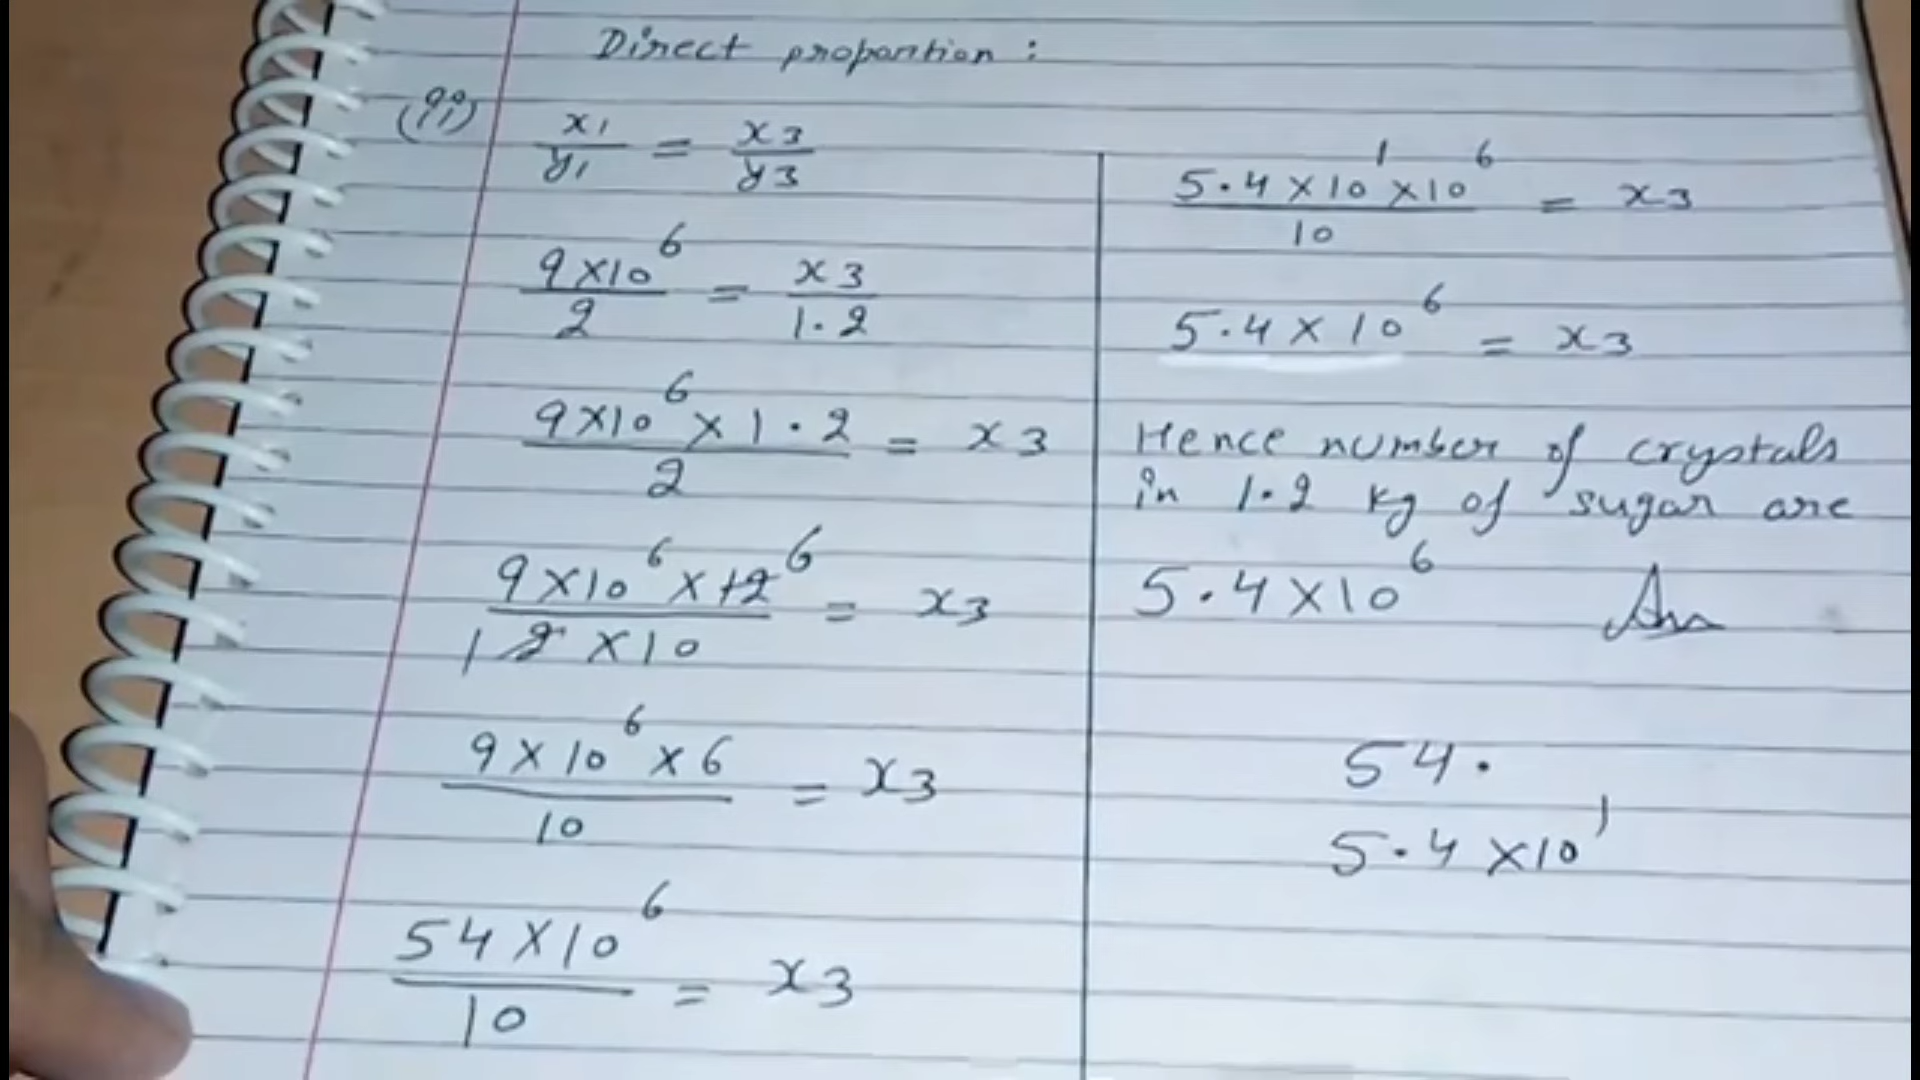 Direct proportion :
(ii) x1/y1 = x3/y3
9×10^6/2 = x3/1.2
9×10^6×1.2/2 = x3
9×10^6×12 6/1 2×10 = x3
9×10^6×6/10 = x3
54×10^6/10 = x3
5.4×10^1×10^6/10 = x3
5.4×10^6 = x3
Hence number of crystals
in 1.2 kg of sugar are
5.4×10^6 Ans
54.
5.4×10^1